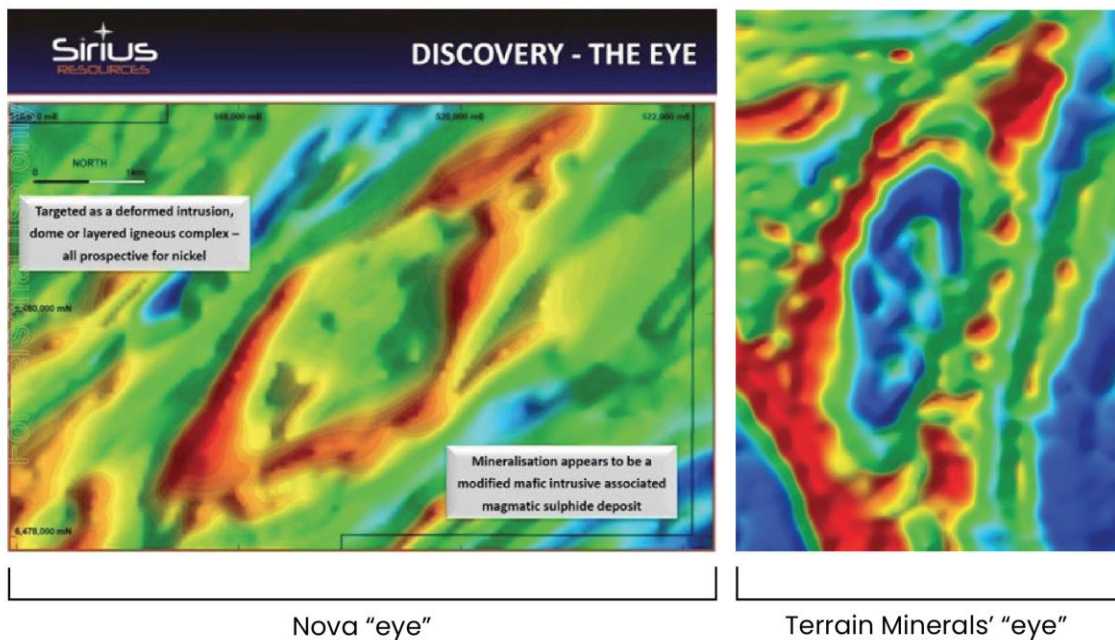 Sirius
RESOURCES
DISCOVERY - THE EYE
518,000 mE
520,000 mE
522,000 mE
NORTH
0 1km
Targeted as a deformed intrusion,
dome or layered igneous complex –
all prospective for nickel
6,480,000 mN
Mineralisation appears to be a
modified mafic intrusive associated
magmatic sulphide deposit
6,478,000 mN
Nova “eye”
Terrain Minerals’ “eye”